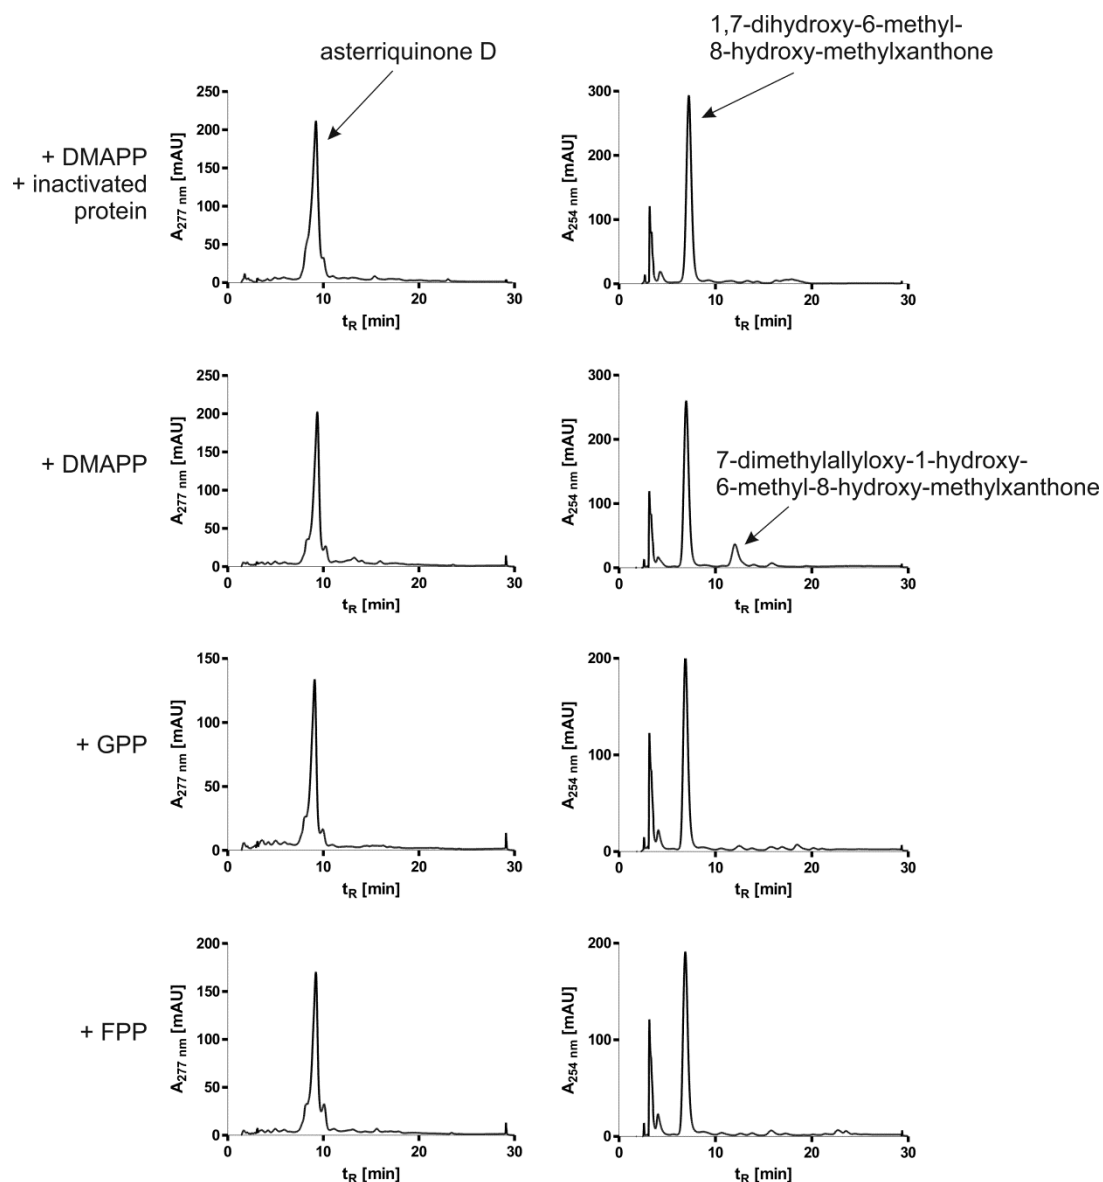 asterriquinone D
1,7-dihydroxy-6-methyl-
8-hydroxy-methylxanthone
+ DMAPP
+ inactivated
protein
A277 nm [mAU]
250
200
150
100
50
0
0 10 20 30
tR [min]
A254 nm [mAU]
300
200
100
0
0 10 20 30
tR [min]
+ DMAPP
A277 nm [mAU]
250
200
150
100
50
0
0 10 20 30
tR [min]
A254 nm [mAU]
300
200
100
0
0 10 20 30
tR [min]
7-dimethylallyloxy-1-hydroxy-
6-methyl-8-hydroxy-methylxanthone
+ GPP
A277 nm [mAU]
150
100
50
0
0 10 20 30
tR [min]
A254 nm [mAU]
200
100
0
0 10 20 30
tR [min]
+ FPP
A277 nm [mAU]
200
150
100
50
0
0 10 20 30
tR [min]
A254 nm [mAU]
200
100
0
0 10 20 30
tR [min]